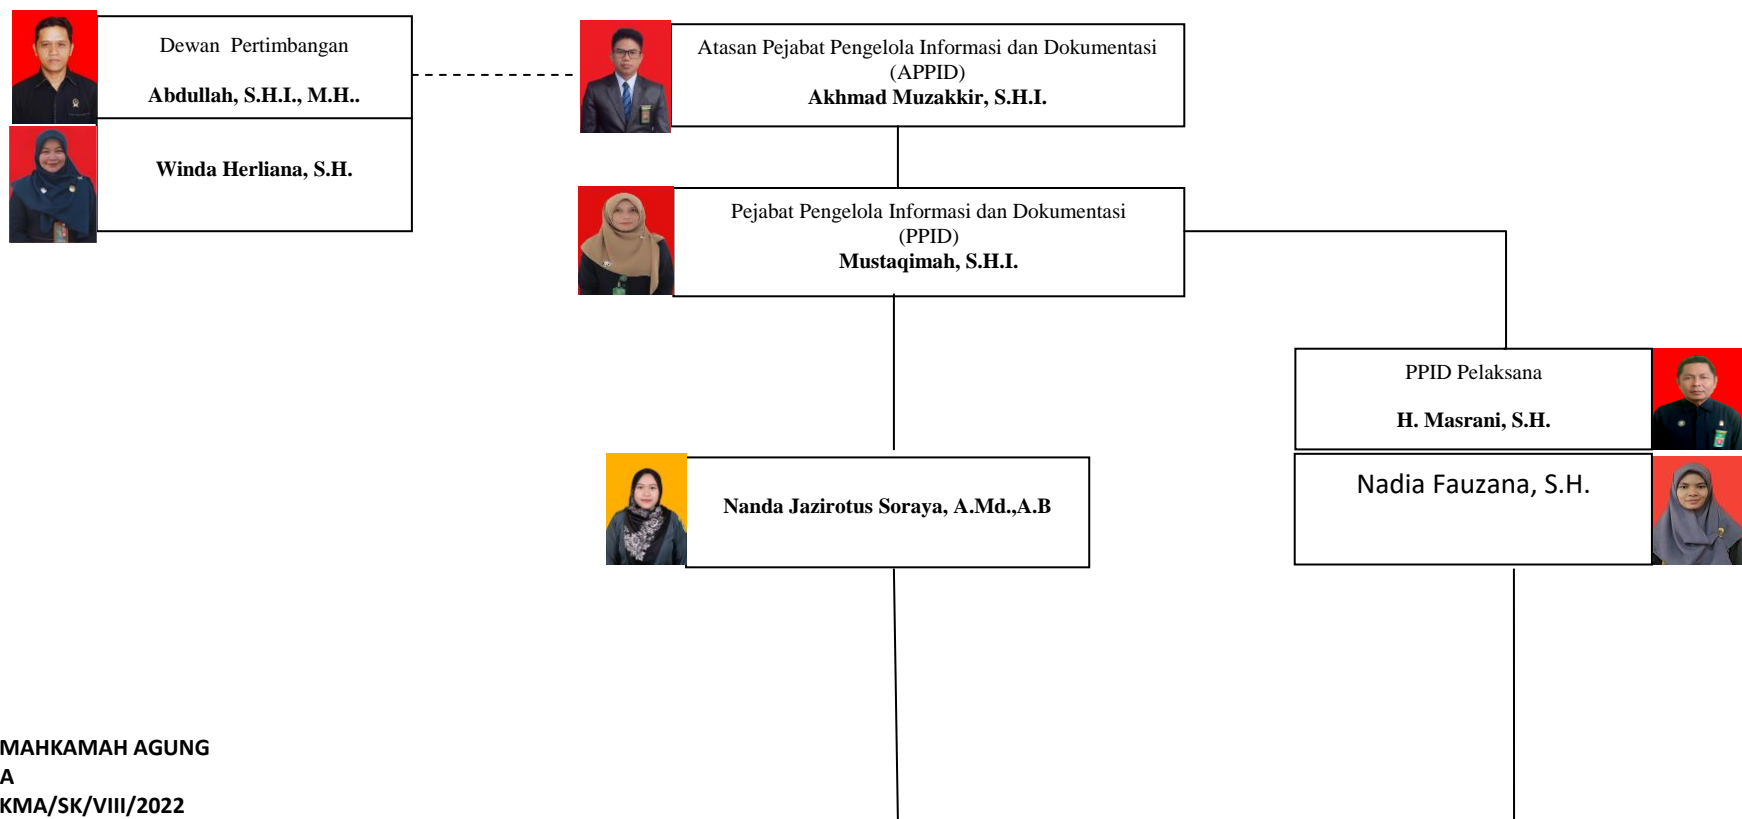 Dewan Pertimbangan
Abdullah, S.H.I., M.H..
Winda Herliana, S.H.
Atasan Pejabat Pengelola Informasi dan Dokumentasi
(APPID)
Akhmad Muzakkir, S.H.I.
Pejabat Pengelola Informasi dan Dokumentasi
(PPID)
Mustaqimah, S.H.I.
PPID Pelaksana
H. Masrani, S.H.
Nadia Fauzana, S.H.
Nanda Jazirotus Soraya, A.Md.,A.B
MAHKAMAH AGUNG
A
KMA/SK/VIII/2022